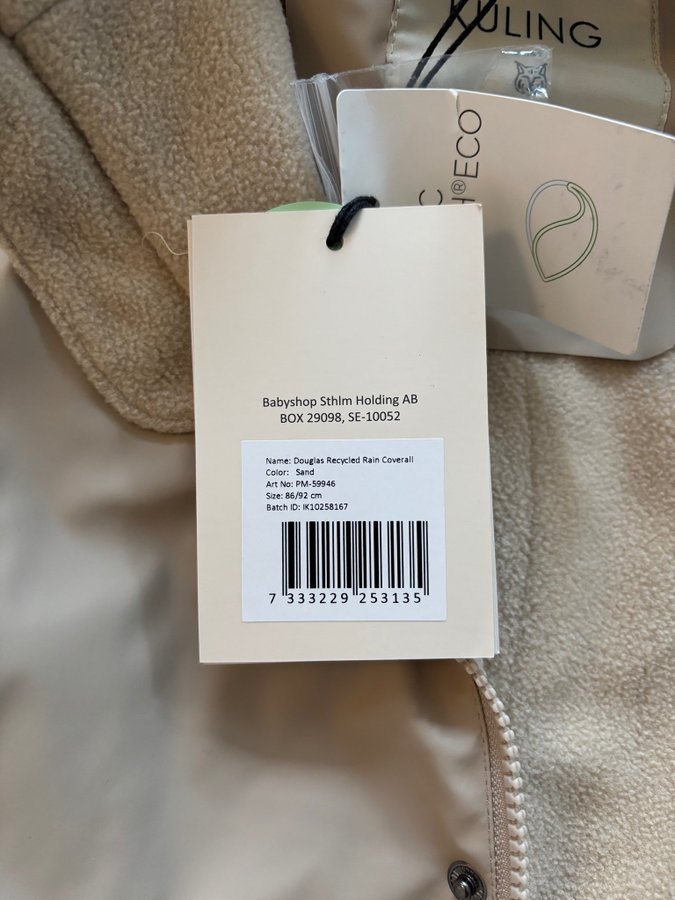 KULING
C
H®ECO
Babyshop Sthlm Holding AB
BOX 29098, SE-10052
Name: Douglas Recycled Rain Coverall
Color: Sand
Art No: PM-59946
Size: 86/92 cm
Batch ID: IK10258167
7 333229 253135